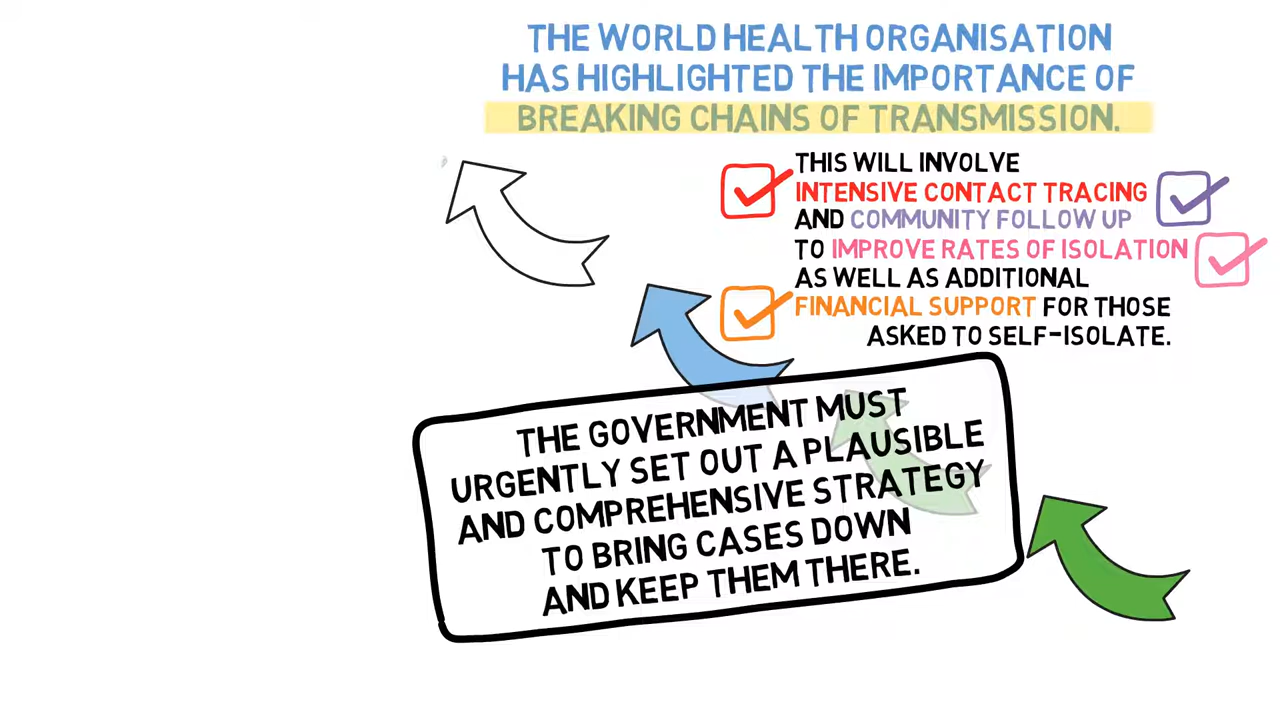 THE WORLD HEALTH ORGANISATION
HAS HIGHLIGHTED THE IMPORTANCE OF
BREAKING CHAINS OF TRANSMISSION.
THIS WILL INVOLVE
INTENSIVE CONTACT TRACING
AND COMMUNITY FOLLOW UP
TO IMPROVE RATES OF ISOLATION
AS WELL AS ADDITIONAL
FINANCIAL SUPPORT FOR THOSE
ASKED TO SELF-ISOLATE.
THE GOVERNMENT MUST
URGENTLY SET OUT A PLAUSIBLE
AND COMPREHENSIVE STRATEGY
TO BRING CASES DOWN
AND KEEP THEM THERE.